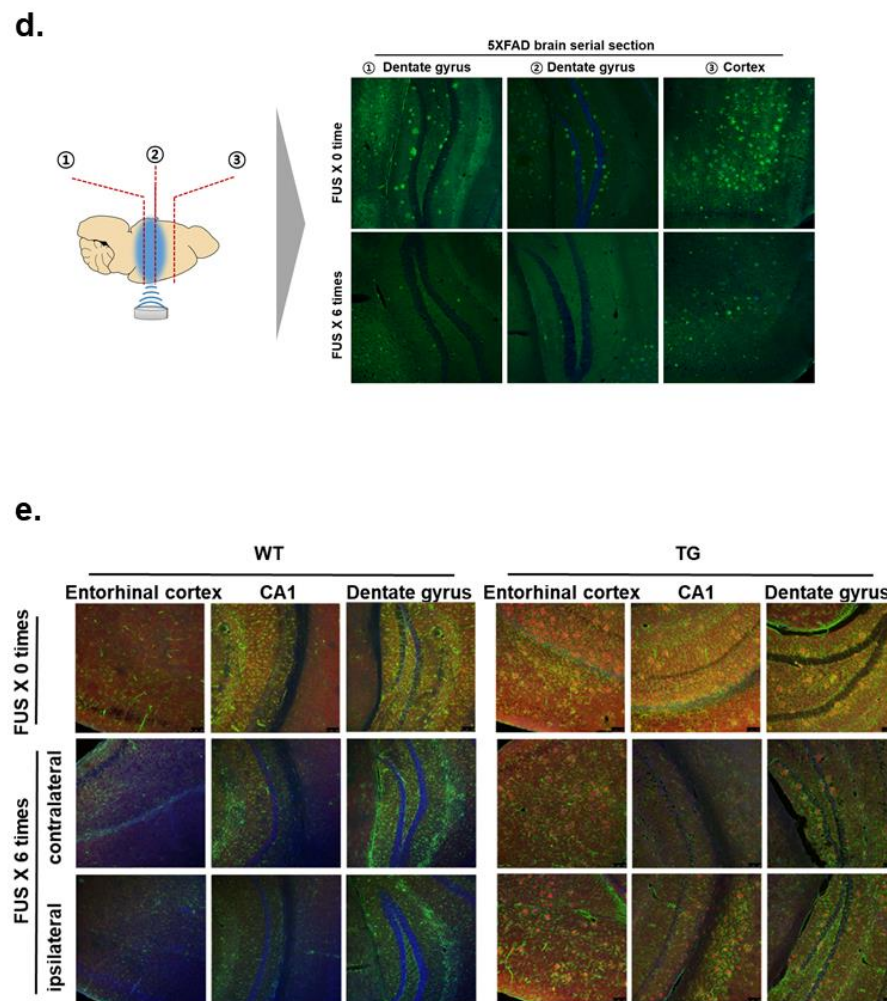 d.
5XFAD brain serial section
① Dentate gyrus ② Dentate gyrus ③ Cortex
① ② ③
FUS X 0 time
FUS X 6 times
e.
WT TG
Entorhinal cortex CA1 Dentate gyrus Entorhinal cortex CA1 Dentate gyrus
FUS X 0 times
FUS X 6 times
contralateral
ipsilateral